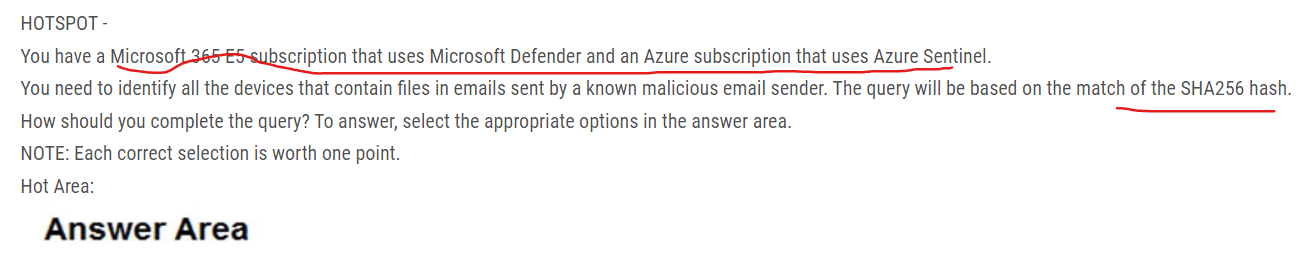 HOTSPOT -
You have a Microsoft 365 E5 subscription that uses Microsoft Defender and an Azure subscription that uses Azure Sentinel.
You need to identify all the devices that contain files in emails sent by a known malicious email sender. The query will be based on the match of the SHA256 hash.
How should you complete the query? To answer, select the appropriate options in the answer area.
NOTE: Each correct selection is worth one point.
Hot Area:
Answer Area